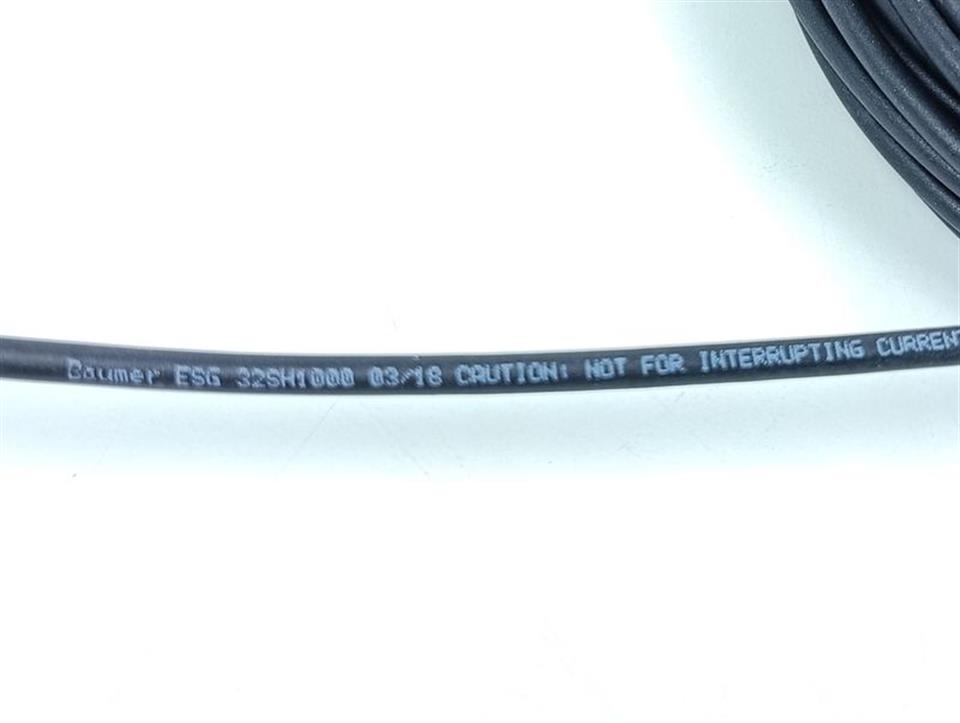 Baumer ESG 32SH1000 03/18 CAUTION: NOT FOR INTERRUPTING CURRENT